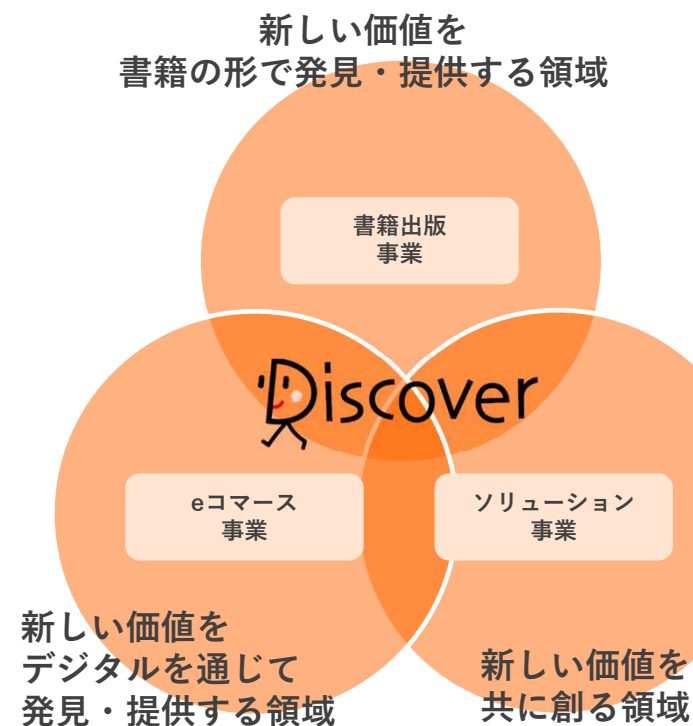 新しい価値を
書籍の形で発見・提供する領域
書籍出版
事業
Discover
eコマース
事業
ソリューション
事業
新しい価値を
デジタルを通じて
発見・提供する領域
新しい価値を
共に創る領域